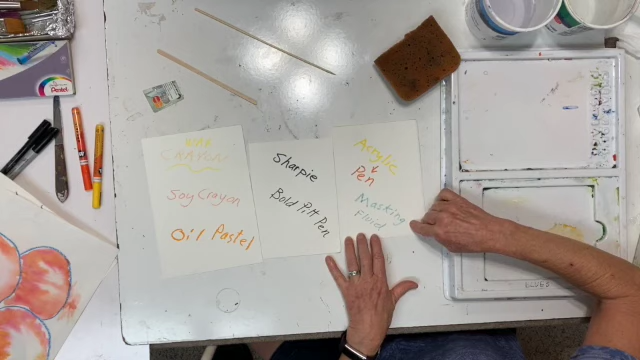 WAX
CRAYON
Soy Crayon
Oil Pastel
Sharpie
Bold Pitt Pen
Acrylic
+
Pen
Masking
Fluid
Pentel